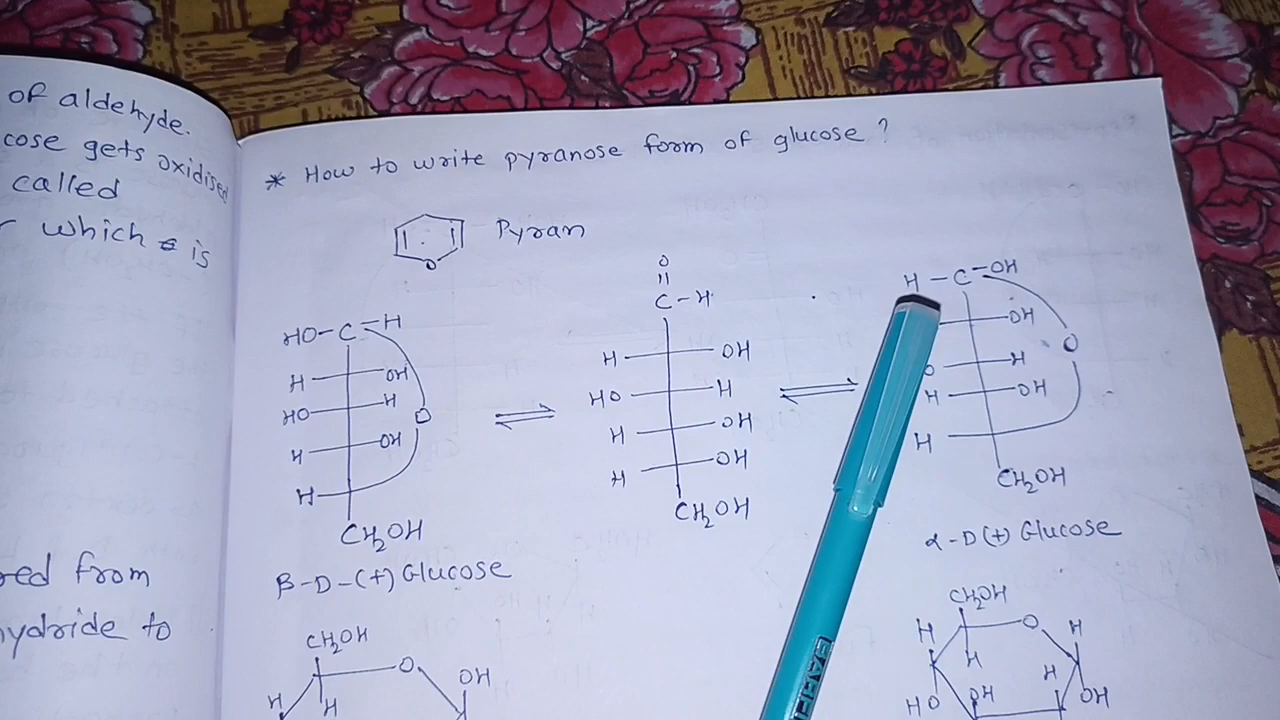 of aldehyde.
cose gets oxidised
called
which is
red from
hydride to
* How to write pyranose form of glucose ?
O
Pyran
HO-C-H
H OH
HO H
O
H OH
H
CH2OH
β-D-(+) Glucose
O
C-H
H OH
HO H
H OH
H OH
CH2OH
H-C-OH
OH
O
H
H OH
H
CH2OH
α-D(+) Glucose
CH2OH
O
OH
H
H
CH2OH
O
H
H
H
H
HO
OH
OH